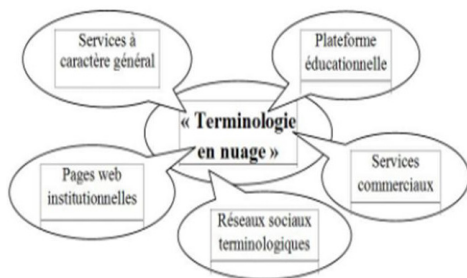 Services à
caractère général
Plateforme
éducationnelle
« Terminologie
en nuage »
Pages web
institutionnelles
Services
commerciaux
Réseaux sociaux
terminologiques